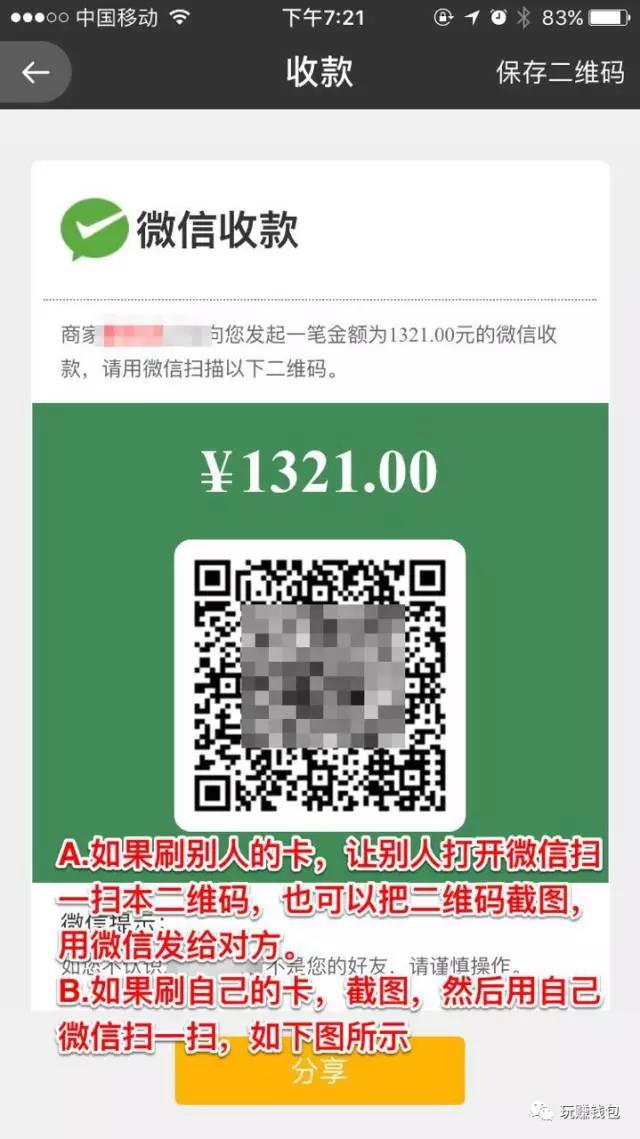 中国移动 下午7:21 83%
收款 保存二维码
微信收款
商家 向您发起一笔金额为1321.00元的微信收
款，请用微信扫描以下二维码。
¥1321.00
A.如果刷别人的卡，让别人打开微信扫
一扫本二维码，也可以把二维码截图，
微信提示：
用微信发给对方。
如您不认识 不是您的好友，请谨慎操作。
B.如果刷自己的卡，截图，然后用自己
微信扫一扫，如下图所示
分享
玩赚钱包